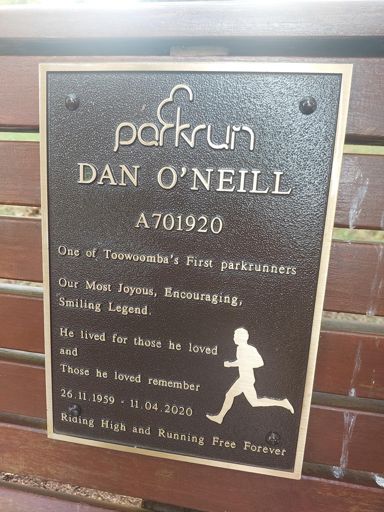 parkrun
DAN O'NEILL
A701920
One of Toowoomba's First parkrunners
Our Most Joyous, Encouraging,
Smiling Legend.
He lived for those he loved
and
Those he loved remember
26.11.1959 - 11.04.2020
Riding High and Running Free Forever